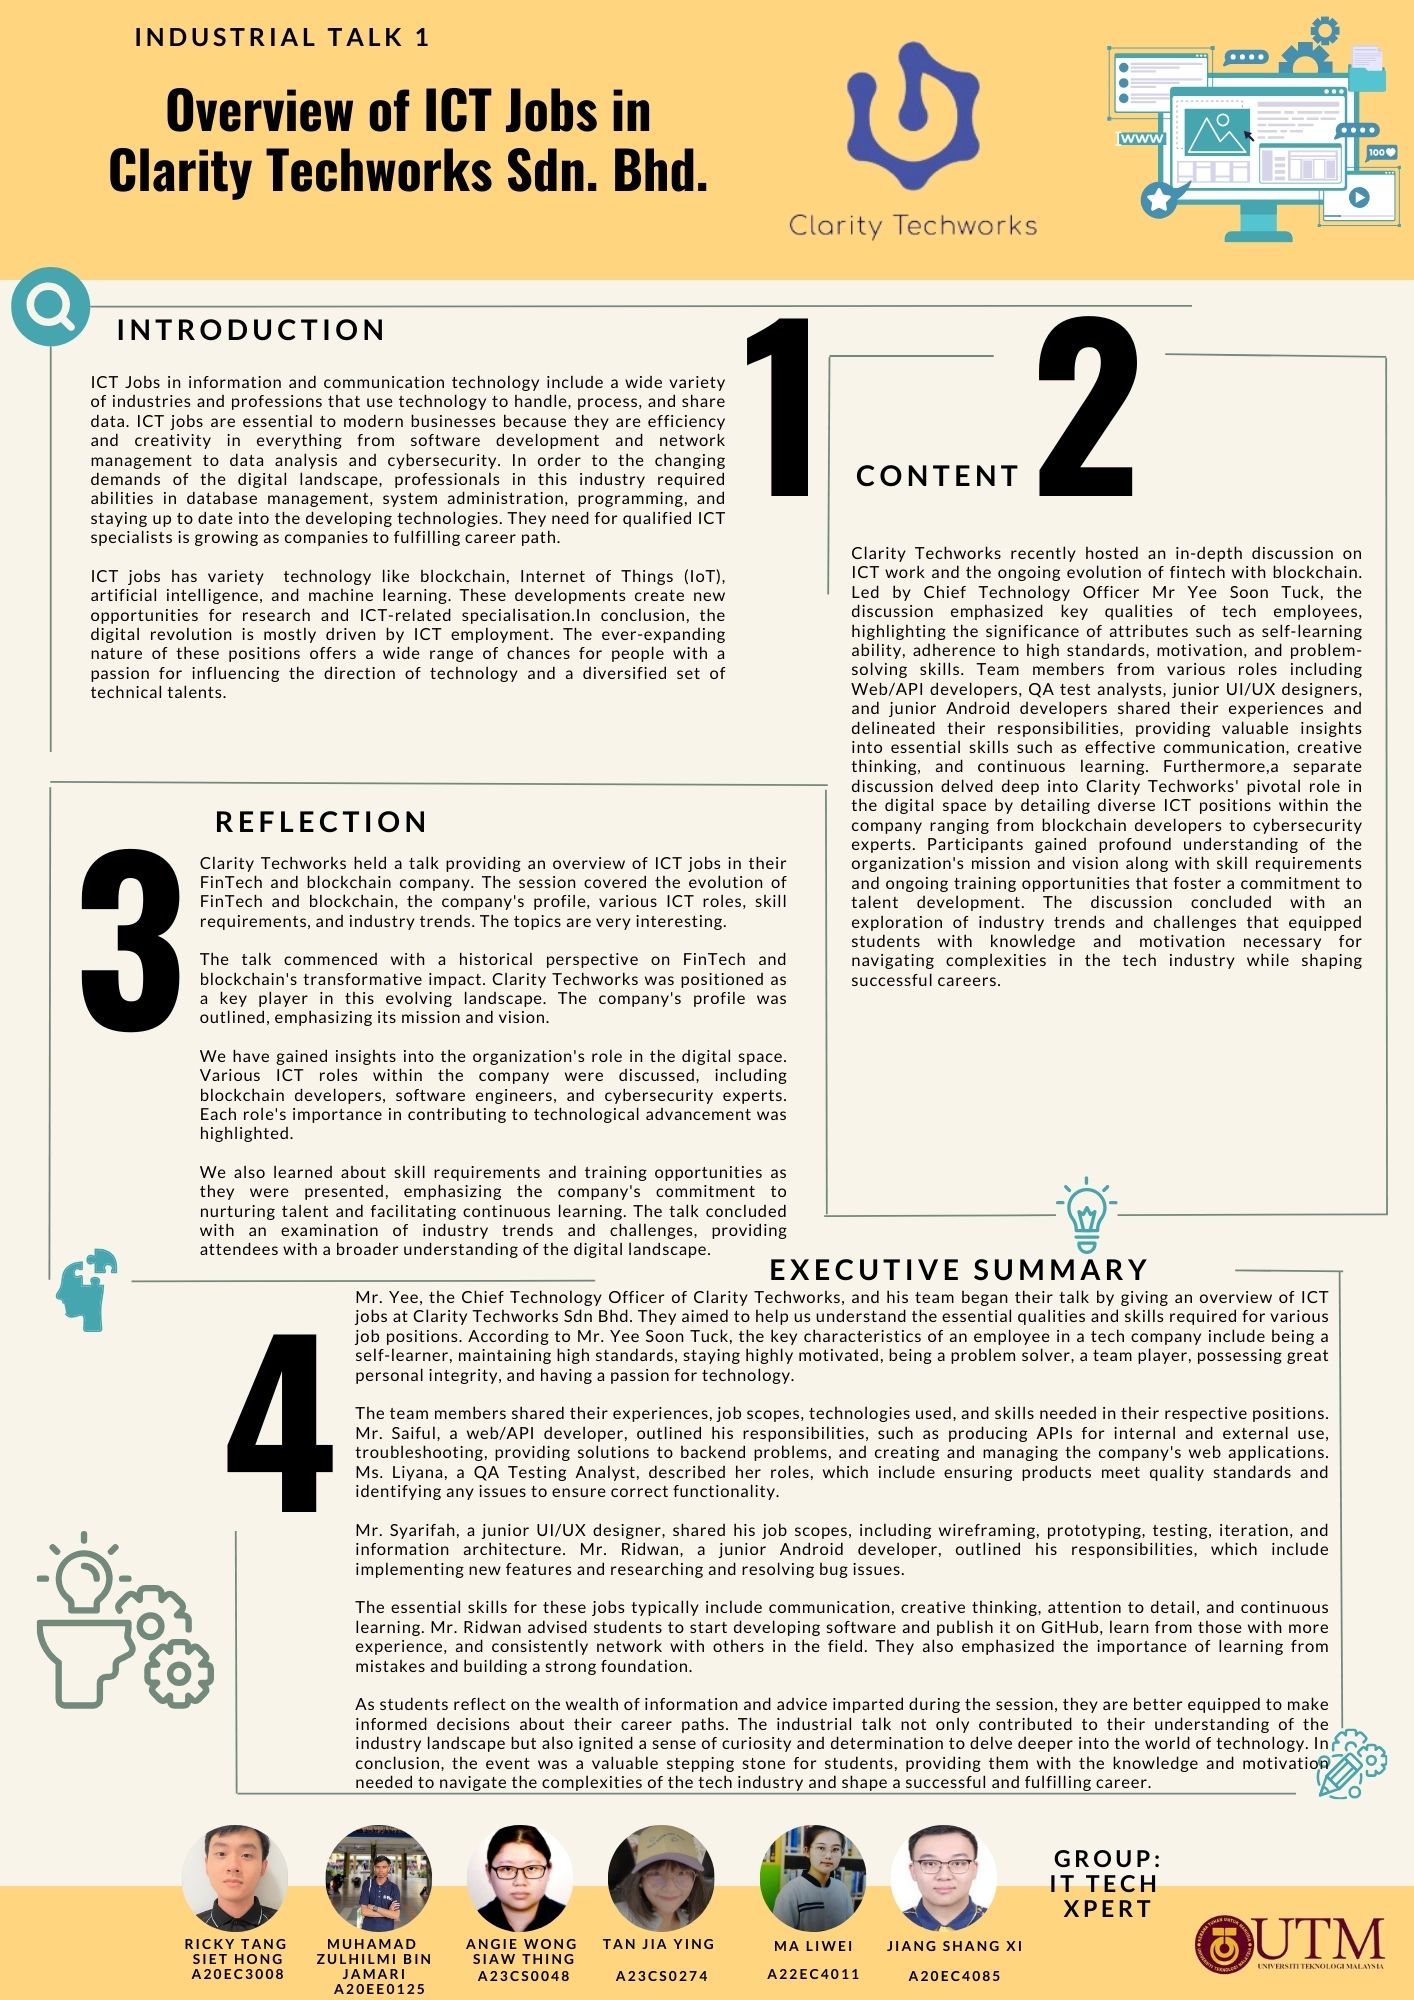 INDUSTRIAL TALK 1
Overview of ICT Jobs in
Clarity Techworks Sdn. Bhd.
Clarity Techworks
WWW
100
INTRODUCTION
1
ICT Jobs in information and communication technology include a wide variety
of industries and professions that use technology to handle, process, and share
data. ICT jobs are essential to modern businesses because they are efficiency
and creativity in everything from software development and network
management to data analysis and cybersecurity. In order to the changing
demands of the digital landscape, professionals in this industry required
abilities in database management, system administration, programming, and
staying up to date into the developing technologies. They need for qualified ICT
specialists is growing as companies to fulfilling career path.
ICT jobs has variety  technology like blockchain, Internet of Things (IoT),
artificial intelligence, and machine learning. These developments create new
opportunities for research and ICT-related specialisation.In conclusion, the
digital revolution is mostly driven by ICT employment. The ever-expanding
nature of these positions offers a wide range of chances for people with a
passion for influencing the direction of technology and a diversified set of
technical talents.
CONTENT
2
Clarity Techworks recently hosted an in-depth discussion on
ICT work and the ongoing evolution of fintech with blockchain.
Led by Chief Technology Officer Mr Yee Soon Tuck, the
discussion emphasized key qualities of tech employees,
highlighting the significance of attributes such as self-learning
ability, adherence to high standards, motivation, and problem-
solving skills. Team members from various roles including
Web/API developers, QA test analysts, junior UI/UX designers,
and junior Android developers shared their experiences and
delineated their responsibilities, providing valuable insights
into essential skills such as effective communication, creative
thinking, and continuous learning. Furthermore,a separate
discussion delved deep into Clarity Techworks' pivotal role in
the digital space by detailing diverse ICT positions within the
company ranging from blockchain developers to cybersecurity
experts. Participants gained profound understanding of the
organization's mission and vision along with skill requirements
and ongoing training opportunities that foster a commitment to
talent development. The discussion concluded with an
exploration of industry trends and challenges that equipped
students with knowledge and motivation necessary for
navigating complexities in the tech industry while shaping
successful careers.
REFLECTION
3
Clarity Techworks held a talk providing an overview of ICT jobs in their
FinTech and blockchain company. The session covered the evolution of
FinTech and blockchain, the company's profile, various ICT roles, skill
requirements, and industry trends. The topics are very interesting.
The talk commenced with a historical perspective on FinTech and
blockchain's transformative impact. Clarity Techworks was positioned as
a key player in this evolving landscape. The company's profile was
outlined, emphasizing its mission and vision.
We have gained insights into the organization's role in the digital space.
Various ICT roles within the company were discussed, including
blockchain developers, software engineers, and cybersecurity experts.
Each role's importance in contributing to technological advancement was
highlighted.
We also learned about skill requirements and training opportunities as
they were presented, emphasizing the company's commitment to
nurturing talent and facilitating continuous learning. The talk concluded
with an examination of industry trends and challenges, providing
attendees with a broader understanding of the digital landscape.
EXECUTIVE SUMMARY
4
Mr. Yee, the Chief Technology Officer of Clarity Techworks, and his team began their talk by giving an overview of ICT
jobs at Clarity Techworks Sdn Bhd. They aimed to help us understand the essential qualities and skills required for various
job positions. According to Mr. Yee Soon Tuck, the key characteristics of an employee in a tech company include being a
self-learner, maintaining high standards, staying highly motivated, being a problem solver, a team player, possessing great
personal integrity, and having a passion for technology.
The team members shared their experiences, job scopes, technologies used, and skills needed in their respective positions.
Mr. Saiful, a web/API developer, outlined his responsibilities, such as producing APIs for internal and external use,
troubleshooting, providing solutions to backend problems, and creating and managing the company's web applications.
Ms. Liyana, a QA Testing Analyst, described her roles, which include ensuring products meet quality standards and
identifying any issues to ensure correct functionality.
Mr. Syarifah, a junior UI/UX designer, shared his job scopes, including wireframing, prototyping, testing, iteration, and
information architecture. Mr. Ridwan, a junior Android developer, outlined his responsibilities, which include
implementing new features and researching and resolving bug issues.
The essential skills for these jobs typically include communication, creative thinking, attention to detail, and continuous
learning. Mr. Ridwan advised students to start developing software and publish it on GitHub, learn from those with more
experience, and consistently network with others in the field. They also emphasized the importance of learning from
mistakes and building a strong foundation.
As students reflect on the wealth of information and advice imparted during the session, they are better equipped to make
informed decisions about their career paths. The industrial talk not only contributed to their understanding of the
industry landscape but also ignited a sense of curiosity and determination to delve deeper into the world of technology. In
conclusion, the event was a valuable stepping stone for students, providing them with the knowledge and motivation
needed to navigate the complexities of the tech industry and shape a successful and fulfilling career.
RICKY TANG
SIET HONG
A20EC3008
MUHAMAD
ZULHILMI BIN
JAMARI
A20EE0125
ANGIE WONG
SIAW THING
A23CS0048
TAN JIA YING
A23CS0274
MA LIWEI
A22EC4011
JIANG SHANG XI
A20EC4085
GROUP:
IT TECH
XPERT
UTM
UNIVERSITI TEKNOLOGI MALAYSIA